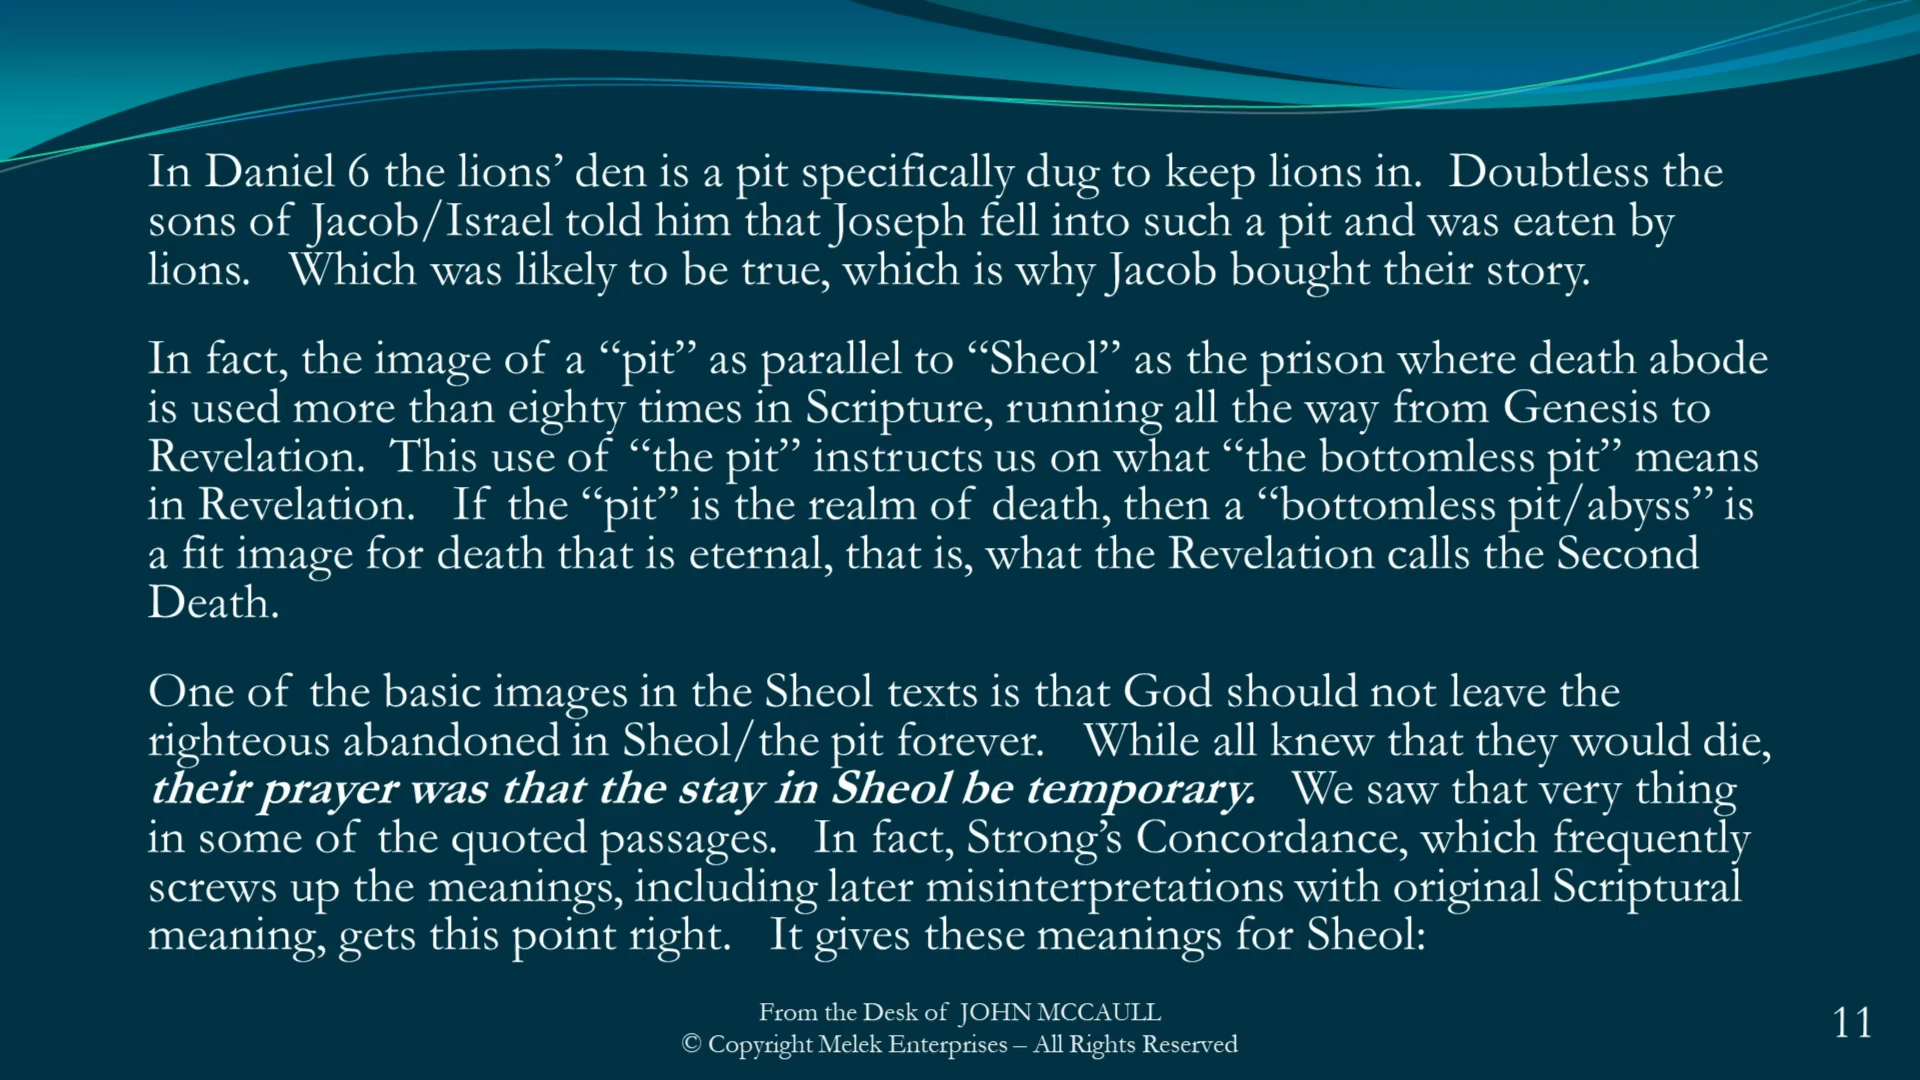 In Daniel 6 the lions’ den is a pit specifically dug to keep lions in.  Doubtless the
sons of Jacob/Israel told him that Joseph fell into such a pit and was eaten by
lions.   Which was likely to be true, which is why Jacob bought their story.
In fact, the image of a “pit” as parallel to “Sheol” as the prison where death abode
is used more than eighty times in Scripture, running all the way from Genesis to
Revelation.  This use of “the pit” instructs us on what “the bottomless pit” means
in Revelation.   If the “pit” is the realm of death, then a “bottomless pit/abyss” is
a fit image for death that is eternal, that is, what the Revelation calls the Second
Death.
One of the basic images in the Sheol texts is that God should not leave the
righteous abandoned in Sheol/the pit forever.   While all knew that they would die,
their prayer was that the stay in Sheol be temporary.   We saw that very thing
in some of the quoted passages.   In fact, Strong’s Concordance, which frequently
screws up the meanings, including later misinterpretations with original Scriptural
meaning, gets this point right.   It gives these meanings for Sheol:
From the Desk of JOHN MCCAULL
© Copyright Melek Enterprises – All Rights Reserved
11